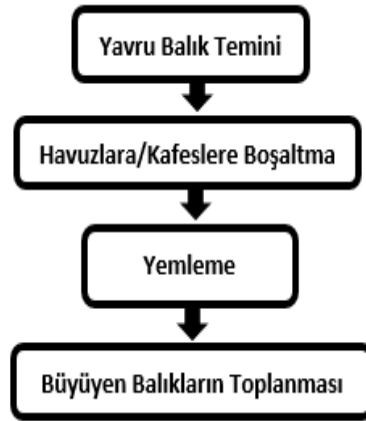 Yavru Balık Temini
Havuzlara/Kafeslere Boşaltma
Yemleme
Büyüyen Balıkların Toplanması